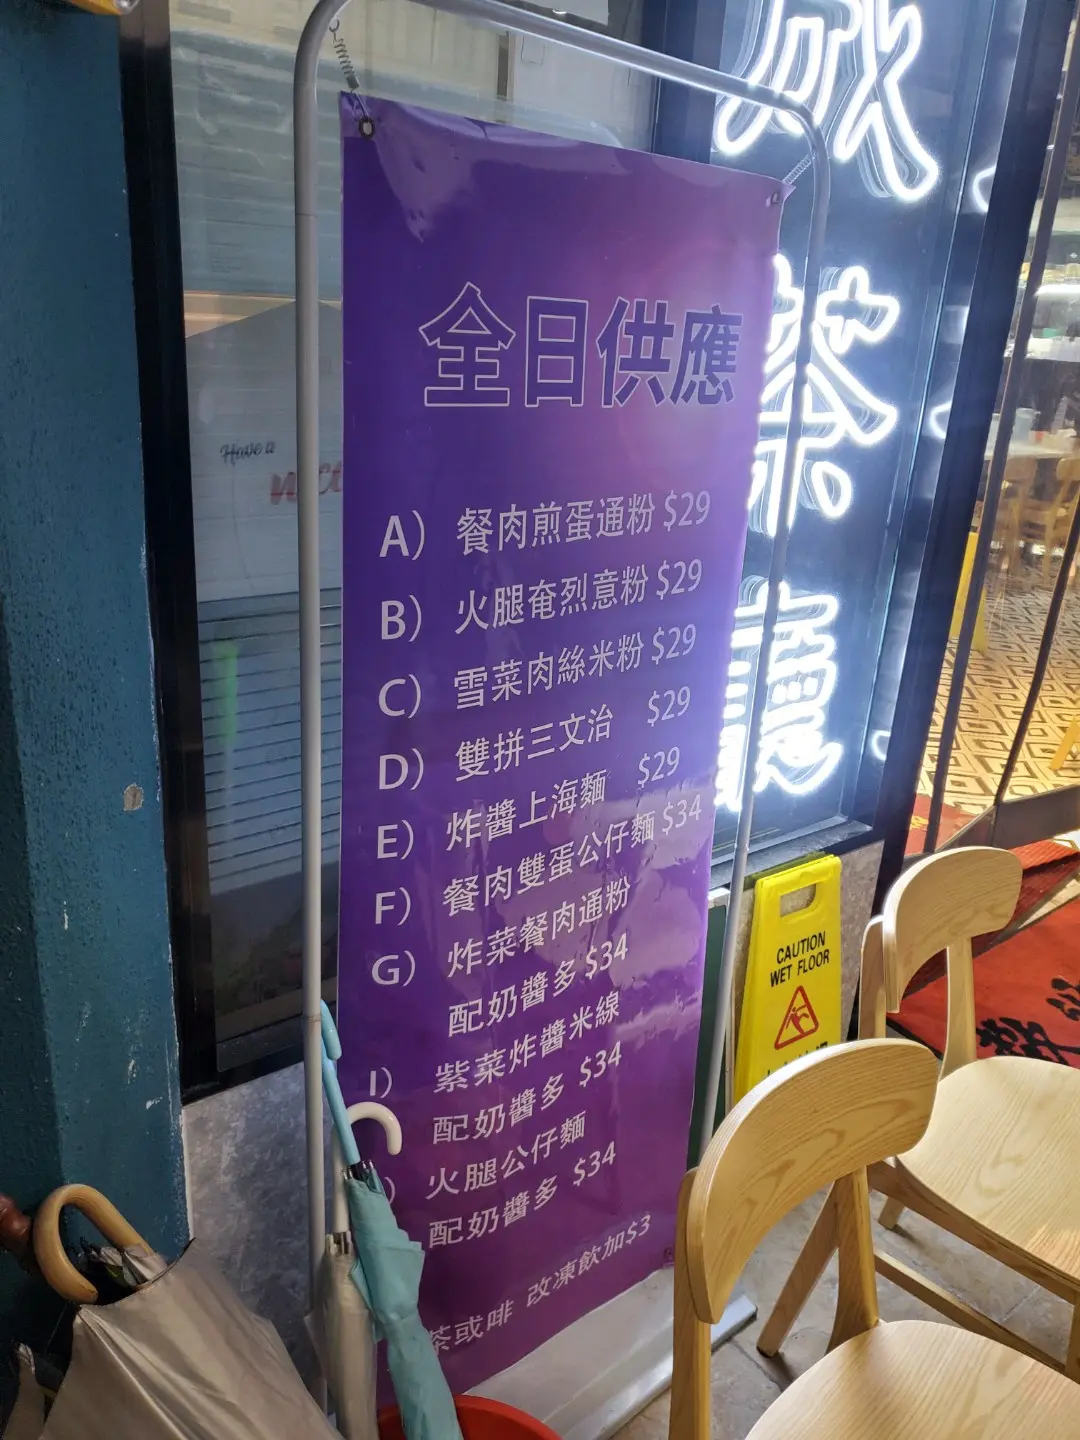 全日供應
A) 餐肉煎蛋通粉 $29
B) 火腿奄烈意粉 $29
C) 雪菜肉絲米粉 $29
D) 雙拼三文治 $29
E) 炸醬上海麵 $29
F) 餐肉雙蛋公仔麵 $34
G) 炸菜餐肉通粉
配奶醬多 $34
I) 紫菜炸醬米線
配奶醬多 $34
) 火腿公仔麵
配奶醬多 $34
茶或啡 改凍飲加$3
茶
廳
Have a
CAUTION
WET FLOOR